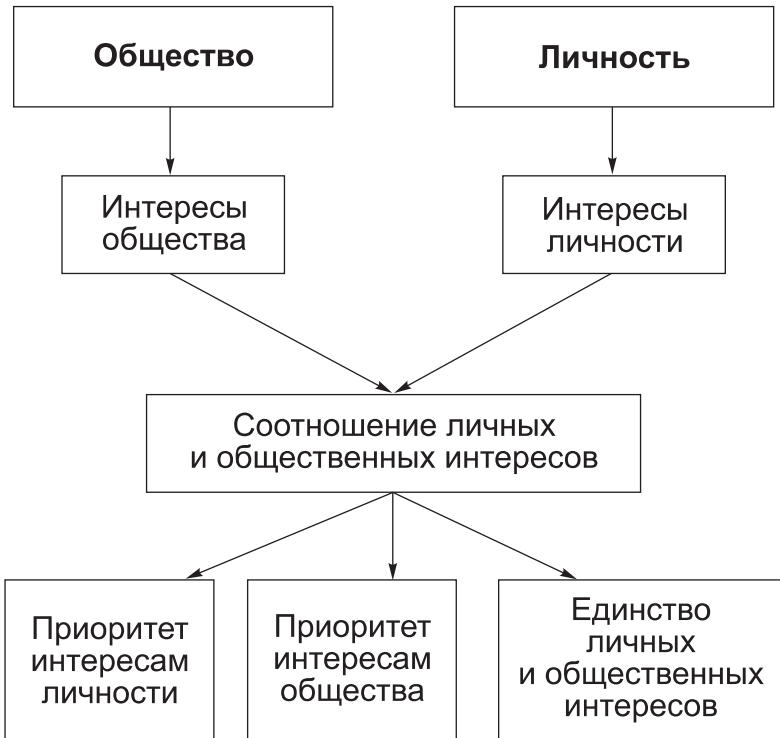 Общество
Личность
Интересы
общества
Интересы
личности
Соотношение личных
и общественных интересов
Приоритет
интересам
личности
Приоритет
интересам
общества
Единство
личных
и общественных
интересов